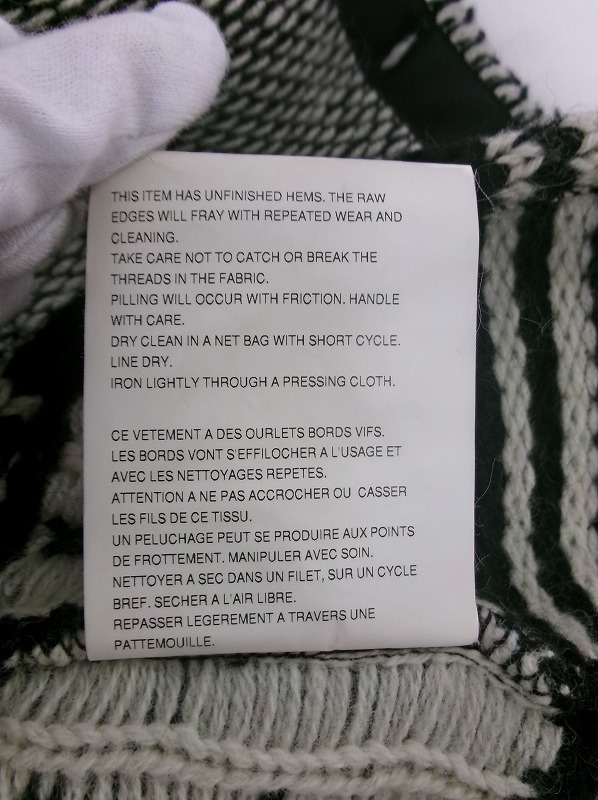 THIS ITEM HAS UNFINISHED HEMS. THE RAW
EDGES WILL FRAY WITH REPEATED WEAR AND
CLEANING.
TAKE CARE NOT TO CATCH OR BREAK THE
THREADS IN THE FABRIC.
PILLING WILL OCCUR WITH FRICTION. HANDLE
WITH CARE.
DRY CLEAN IN A NET BAG WITH SHORT CYCLE.
LINE DRY.
IRON LIGHTLY THROUGH A PRESSING CLOTH.
CE VETEMENT A DES OURLETS BORDS VIFS.
LES BORDS VONT S'EFFILOCHER A L'USAGE ET
AVEC LES NETTOYAGES REPETES.
ATTENTION A NE PAS ACCROCHER OU CASSER
LES FILS DE CE TISSU.
UN PELUCHAGE PEUT SE PRODUIRE AUX POINTS
DE FROTTEMENT. MANIPULER AVEC SOIN.
NETTOYER A SEC DANS UN FILET, SUR UN CYCLE
BREF. SECHER A L'AIR LIBRE.
REPASSER LEGEREMENT A TRAVERS UNE
PATTEMOUILLE.